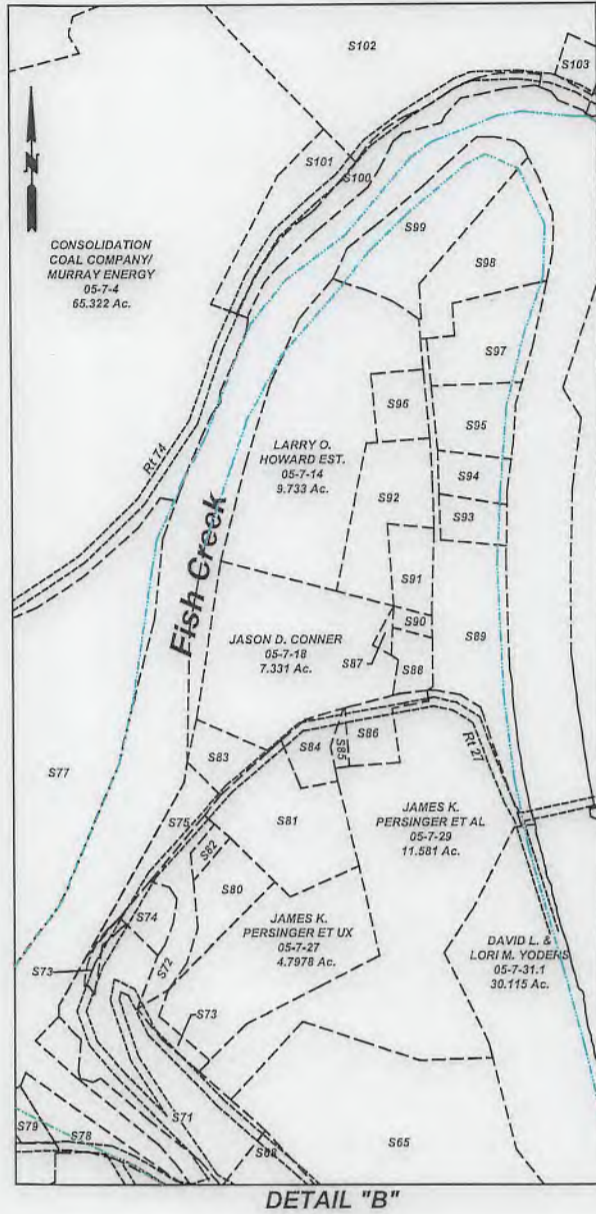 S102
S103
S101
S100
N
CONSOLIDATION
COAL COMPANY/
MURRAY ENERGY
05-7-4
65.322 Ac.
S99
S98
S97
S96
S95
Rt 74
LARRY O.
HOWARD EST.
05-7-14
9.733 Ac.
S94
S92
S93
Fish Creek
S91
S90
S89
JASON D. CONNER
05-7-18
7.331 Ac.
S87
S88
S77
S83
S84
S85
S86
Rt 27
S75
S81
JAMES K.
PERSINGER ET AL
05-7-29
11.581 Ac.
S82
S80
S74
JAMES K.
PERSINGER ET UX
05-7-27
4.7978 Ac.
DAVID L. &
LORI M. YODERS
05-7-31.1
30.115 Ac.
S73
S72
S73
S71
S79
S78
S68
S65
DETAIL "B"